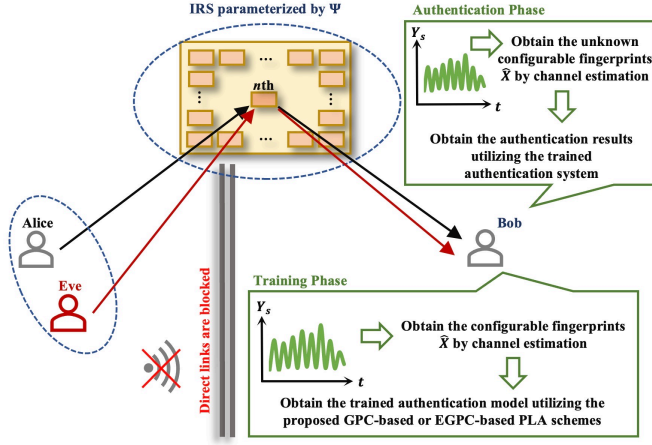 IRS parameterized by Ψ
...
nth
⋮
⋮
...
Alice
Eve
Direct links are blocked
Bob
Authentication Phase
Y_s
t
Obtain the unknown
configurable fingerprints
X̂ by channel estimation
Obtain the authentication results
utilizing the trained
authentication system
Training Phase
Y_s
t
Obtain the configurable fingerprints
X̂ by channel estimation
Obtain the trained authentication model utilizing the
proposed GPC-based or EGPC-based PLA schemes